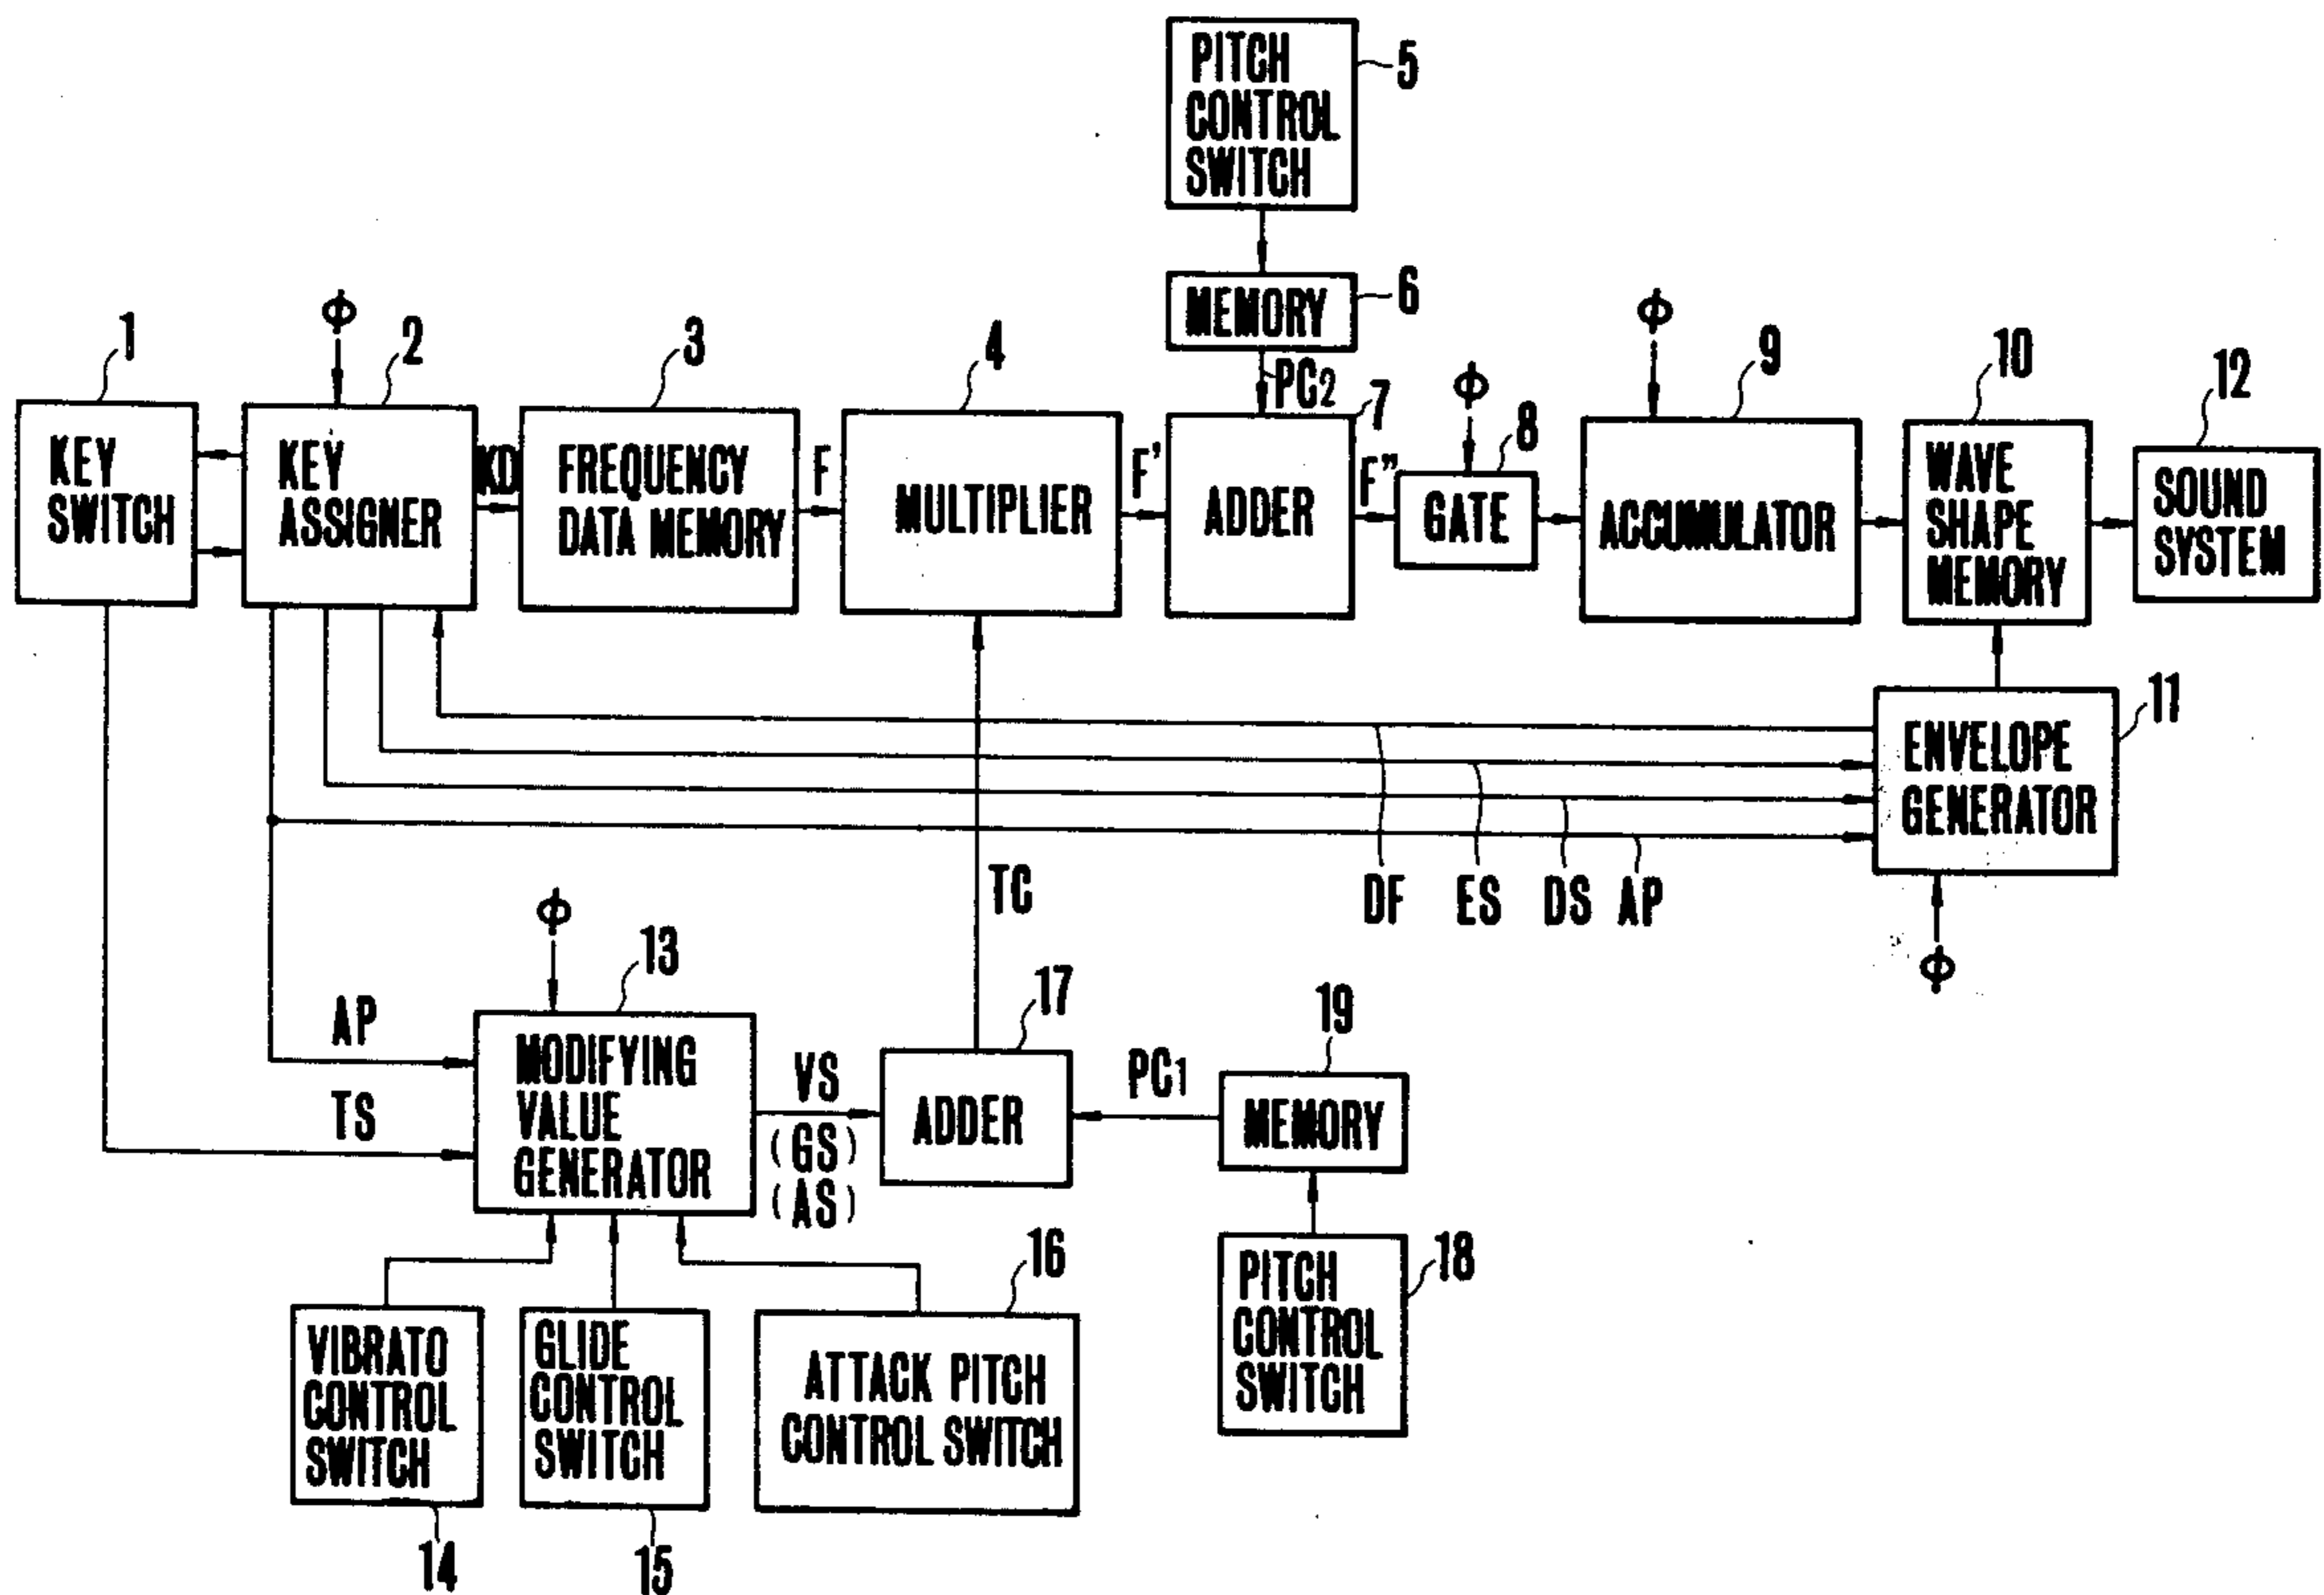 PITCH
CONTROL
SWITCH
5
MEMORY
6
PC2
1
KEY
SWITCH
Φ
2
KEY
ASSIGNER
KD
3
FREQUENCY
DATA MEMORY
F
4
MULTIPLIER
F'
7
ADDER
F"
Φ
8
GATE
Φ
9
ACCUMULATOR
10
WAVE
SHAPE
MEMORY
12
SOUND
SYSTEM
11
ENVELOPE
GENERATOR
Φ
DF
ES
DS
AP
TC
Φ
13
AP
TS
MODIFYING
VALUE
GENERATOR
VS
(GS)
(AS)
17
ADDER
PC1
19
MEMORY
18
PITCH
CONTROL
SWITCH
VIBRATO
CONTROL
SWITCH
14
GLIDE
CONTROL
SWITCH
15
16
ATTACK PITCH
CONTROL SWITCH